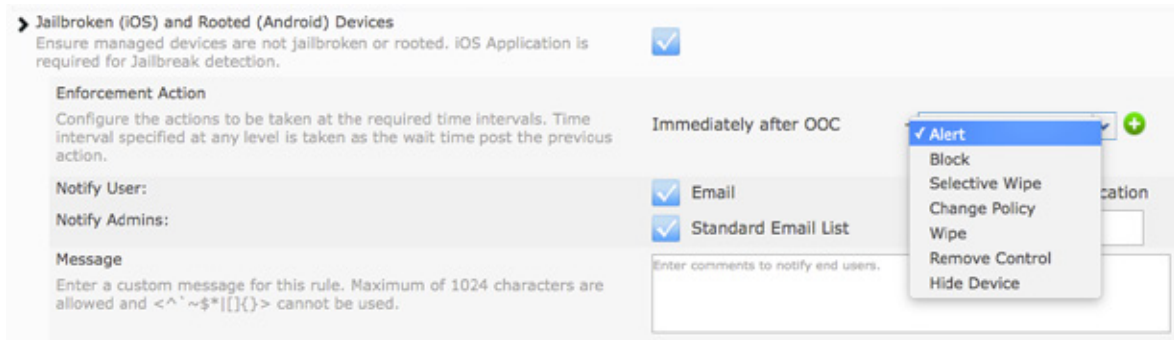 Jailbroken (iOS) and Rooted (Android) Devices
Ensure managed devices are not jailbroken or rooted. iOS Application is
required for Jailbreak detection.
Enforcement Action
Configure the actions to be taken at the required time intervals. Time
interval specified at any level is taken as the wait time post the previous
action.
Immediately after OOC
Alert
Block
Selective Wipe
Change Policy
Wipe
Remove Control
Hide Device
Notify User:
Email
cation
Notify Admins:
Standard Email List
Message
Enter a custom message for this rule. Maximum of 1024 characters are
allowed and <^`~$*|[]{}> cannot be used.
Enter comments to notify end users.